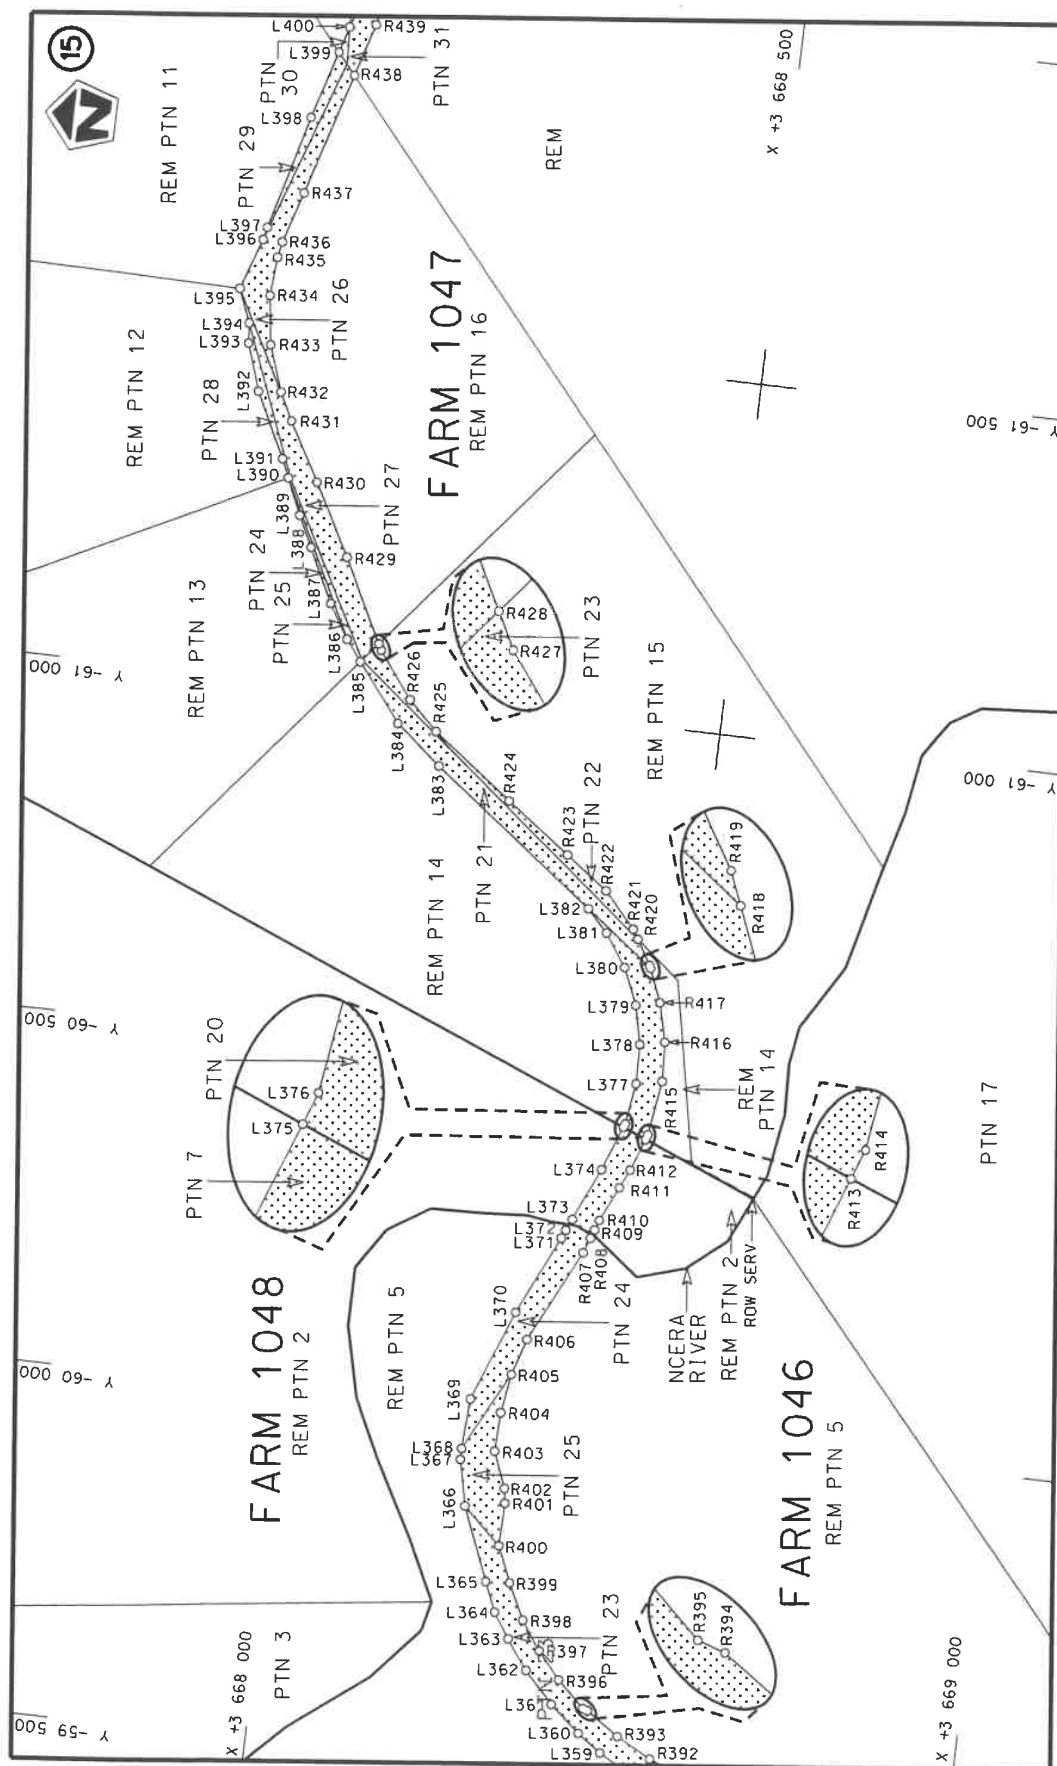 15
N
L400
R439
L399
PTN 31
PTN 30
R438
X +3 668 500
REM PTN 11
L398
PTN 29
REM
R437
L397
L396
R436
R435
L395
R434
PTN 26
FARM 1047
REM PTN 16
L394
L393
R433
REM PTN 12
L392
R432
PTN 28
R431
Y -61 500
L391
L390
R430
PTN 27
L389
L388
R429
PTN 24
PTN 25
L387
REM PTN 13
L386
R428
R427
PTN 23
Y -61 000
L385
R426
R425
L384
REM PTN 15
L383
R424
Y -61 000
PTN 22
R423
R422
R419
R418
REM PTN 14
PTN 21
L382
R421
R420
L381
L380
L379
R417
L378
R416
Y -60 500
PTN 20
L376
L375
L377
R415
REM PTN 14
PTN 7
L374
R412
R411
R414
R413
PTN 17
L373
L372
L371
R410
R409
R408
R407
REM PTN 2
ROW SERV
NCERA RIVER
FARM 1048
REM PTN 2
REM PTN 5
L370
PTN 24
R406
R405
Y -60 000
L369
R404
L368
L367
R403
PTN 25
FARM 1046
REM PTN 5
R402
R401
L366
R400
L365
R399
L364
R398
L363
R397
PTN 23
R395
R394
L362
R396
L361
PTN 3
X +3 668 000
L360
R393
L359
R392
Y -59 500
X +3 669 000